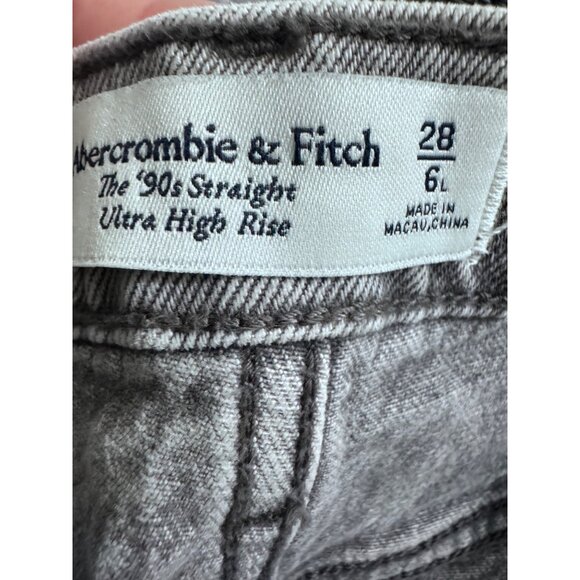 Abercrombie & Fitch
The '90s Straight
Ultra High Rise
28
6L
MADE IN
MACAU,CHINA